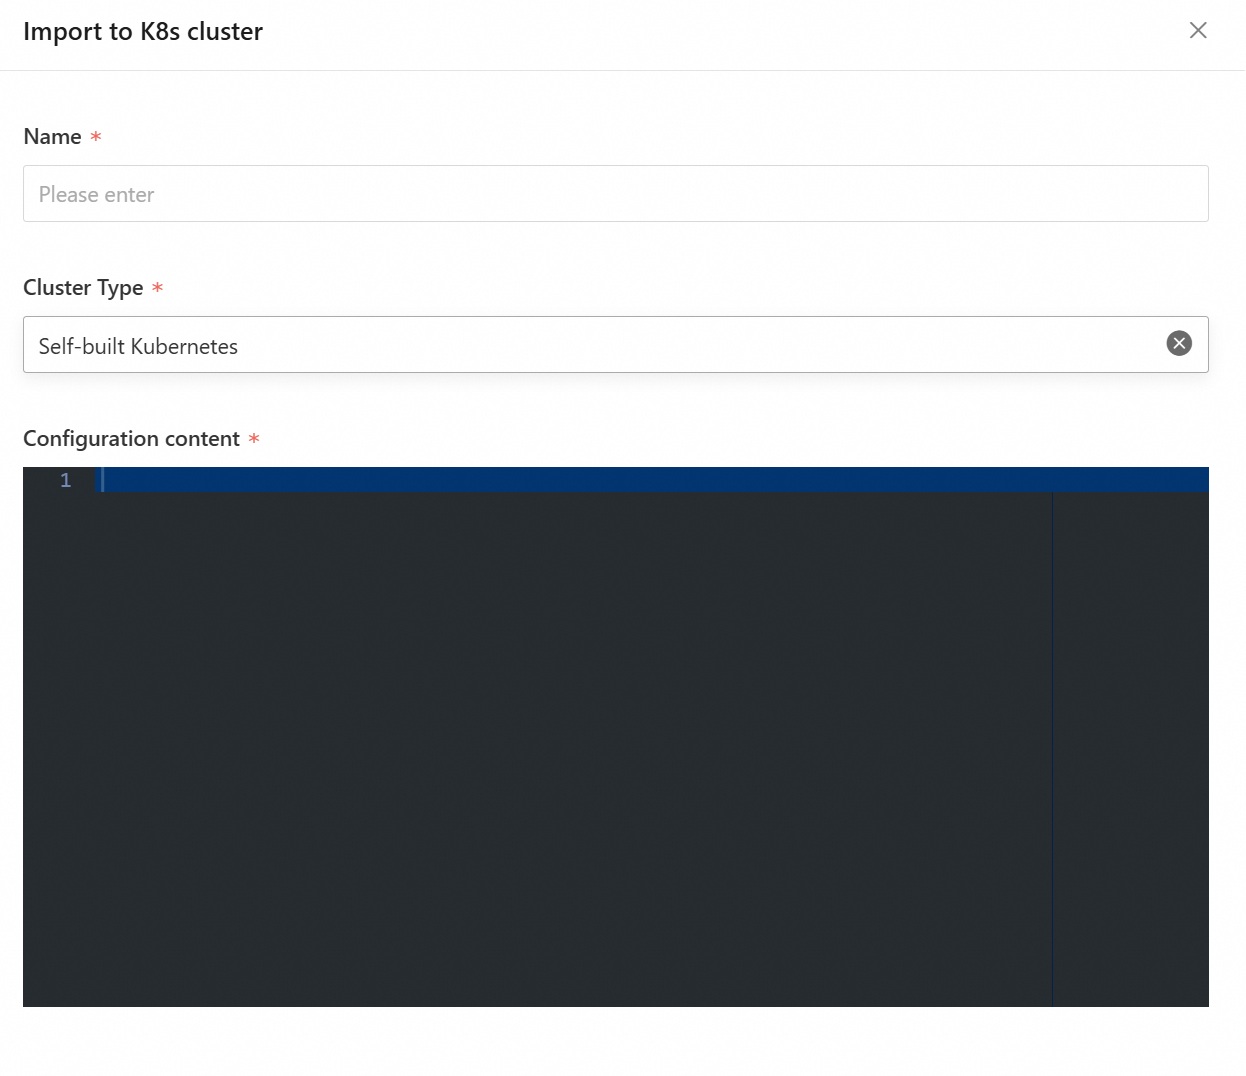 Import to K8s cluster
Name *
Please enter
Cluster Type *
Self-built Kubernetes
Configuration content *
1